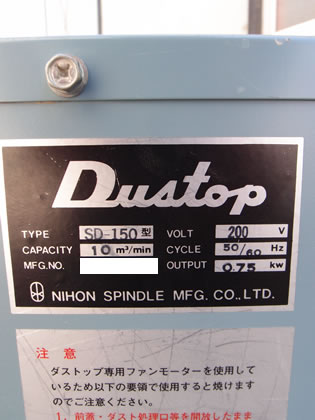 Dustop
TYPE SD-150型 VOLT 200 V
CAPACITY 10 m³/min CYCLE 50/60 Hz
MFG.NO. OUTPUT 0.75 kw
NIHON SPINDLE MFG. CO.,LTD.
注意
ダストップ専用ファンモーターを使用して
いるため以下の要領で使用すると焼けます
のでご注意ください。
1. 前蓋・ダスト処理口等を開放したまま